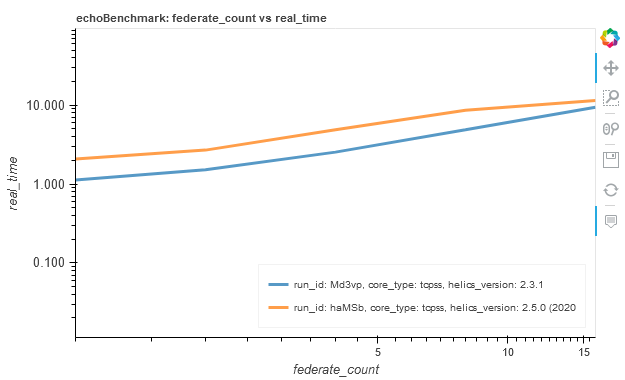 echoBenchmark: federate_count vs real_time
real_time
10.000
1.000
0.100
run_id: Md3vp, core_type: tcpss, helics_version: 2.3.1
run_id: haMSb, core_type: tcpss, helics_version: 2.5.0 (2020
5
10
15
federate_count